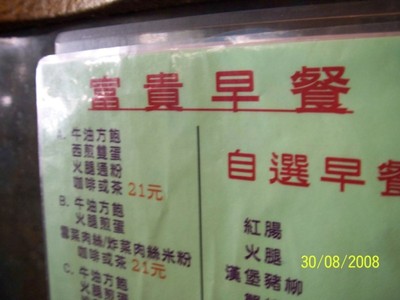 富貴早餐
A. 牛油方飽
西煎雙蛋
火腿通粉
咖啡或茶 21元
B. 牛油方飽
火腿煎蛋
雪菜肉絲/炸菜肉絲米粉
咖啡或茶 21元
C. 牛油方飽
自選早餐
紅腸
火腿
漢堡豬柳
30/08/2008